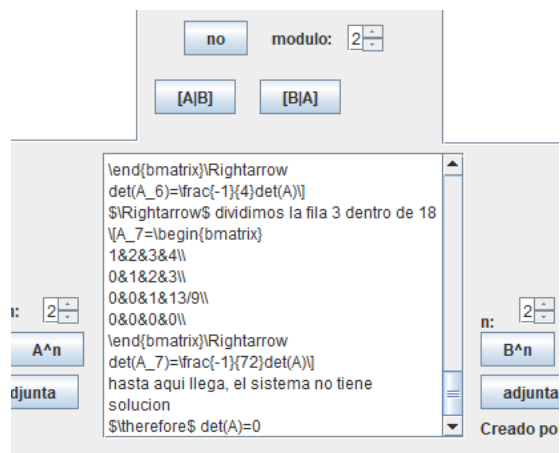 no modulo: 2
[A|B] [B|A]
\end{bmatrix}\Rightarrow
det(A_6)=\frac{-1}{4}det(A)\]
$\Rightarrow$ dividimos la fila 3 dentro de 18
\[A_7=\begin{bmatrix}
1&2&3&4\\
0&1&2&3\\
0&0&1&13/9\\
0&0&0&0\\
\end{bmatrix}\Rightarrow
det(A_7)=\frac{-1}{72}det(A)\]
hasta aqui llega, el sistema no tiene
solucion
$\therefore$ det(A)=0
2
A^n
djunta
n: 2
B^n
adjunta
Creado po